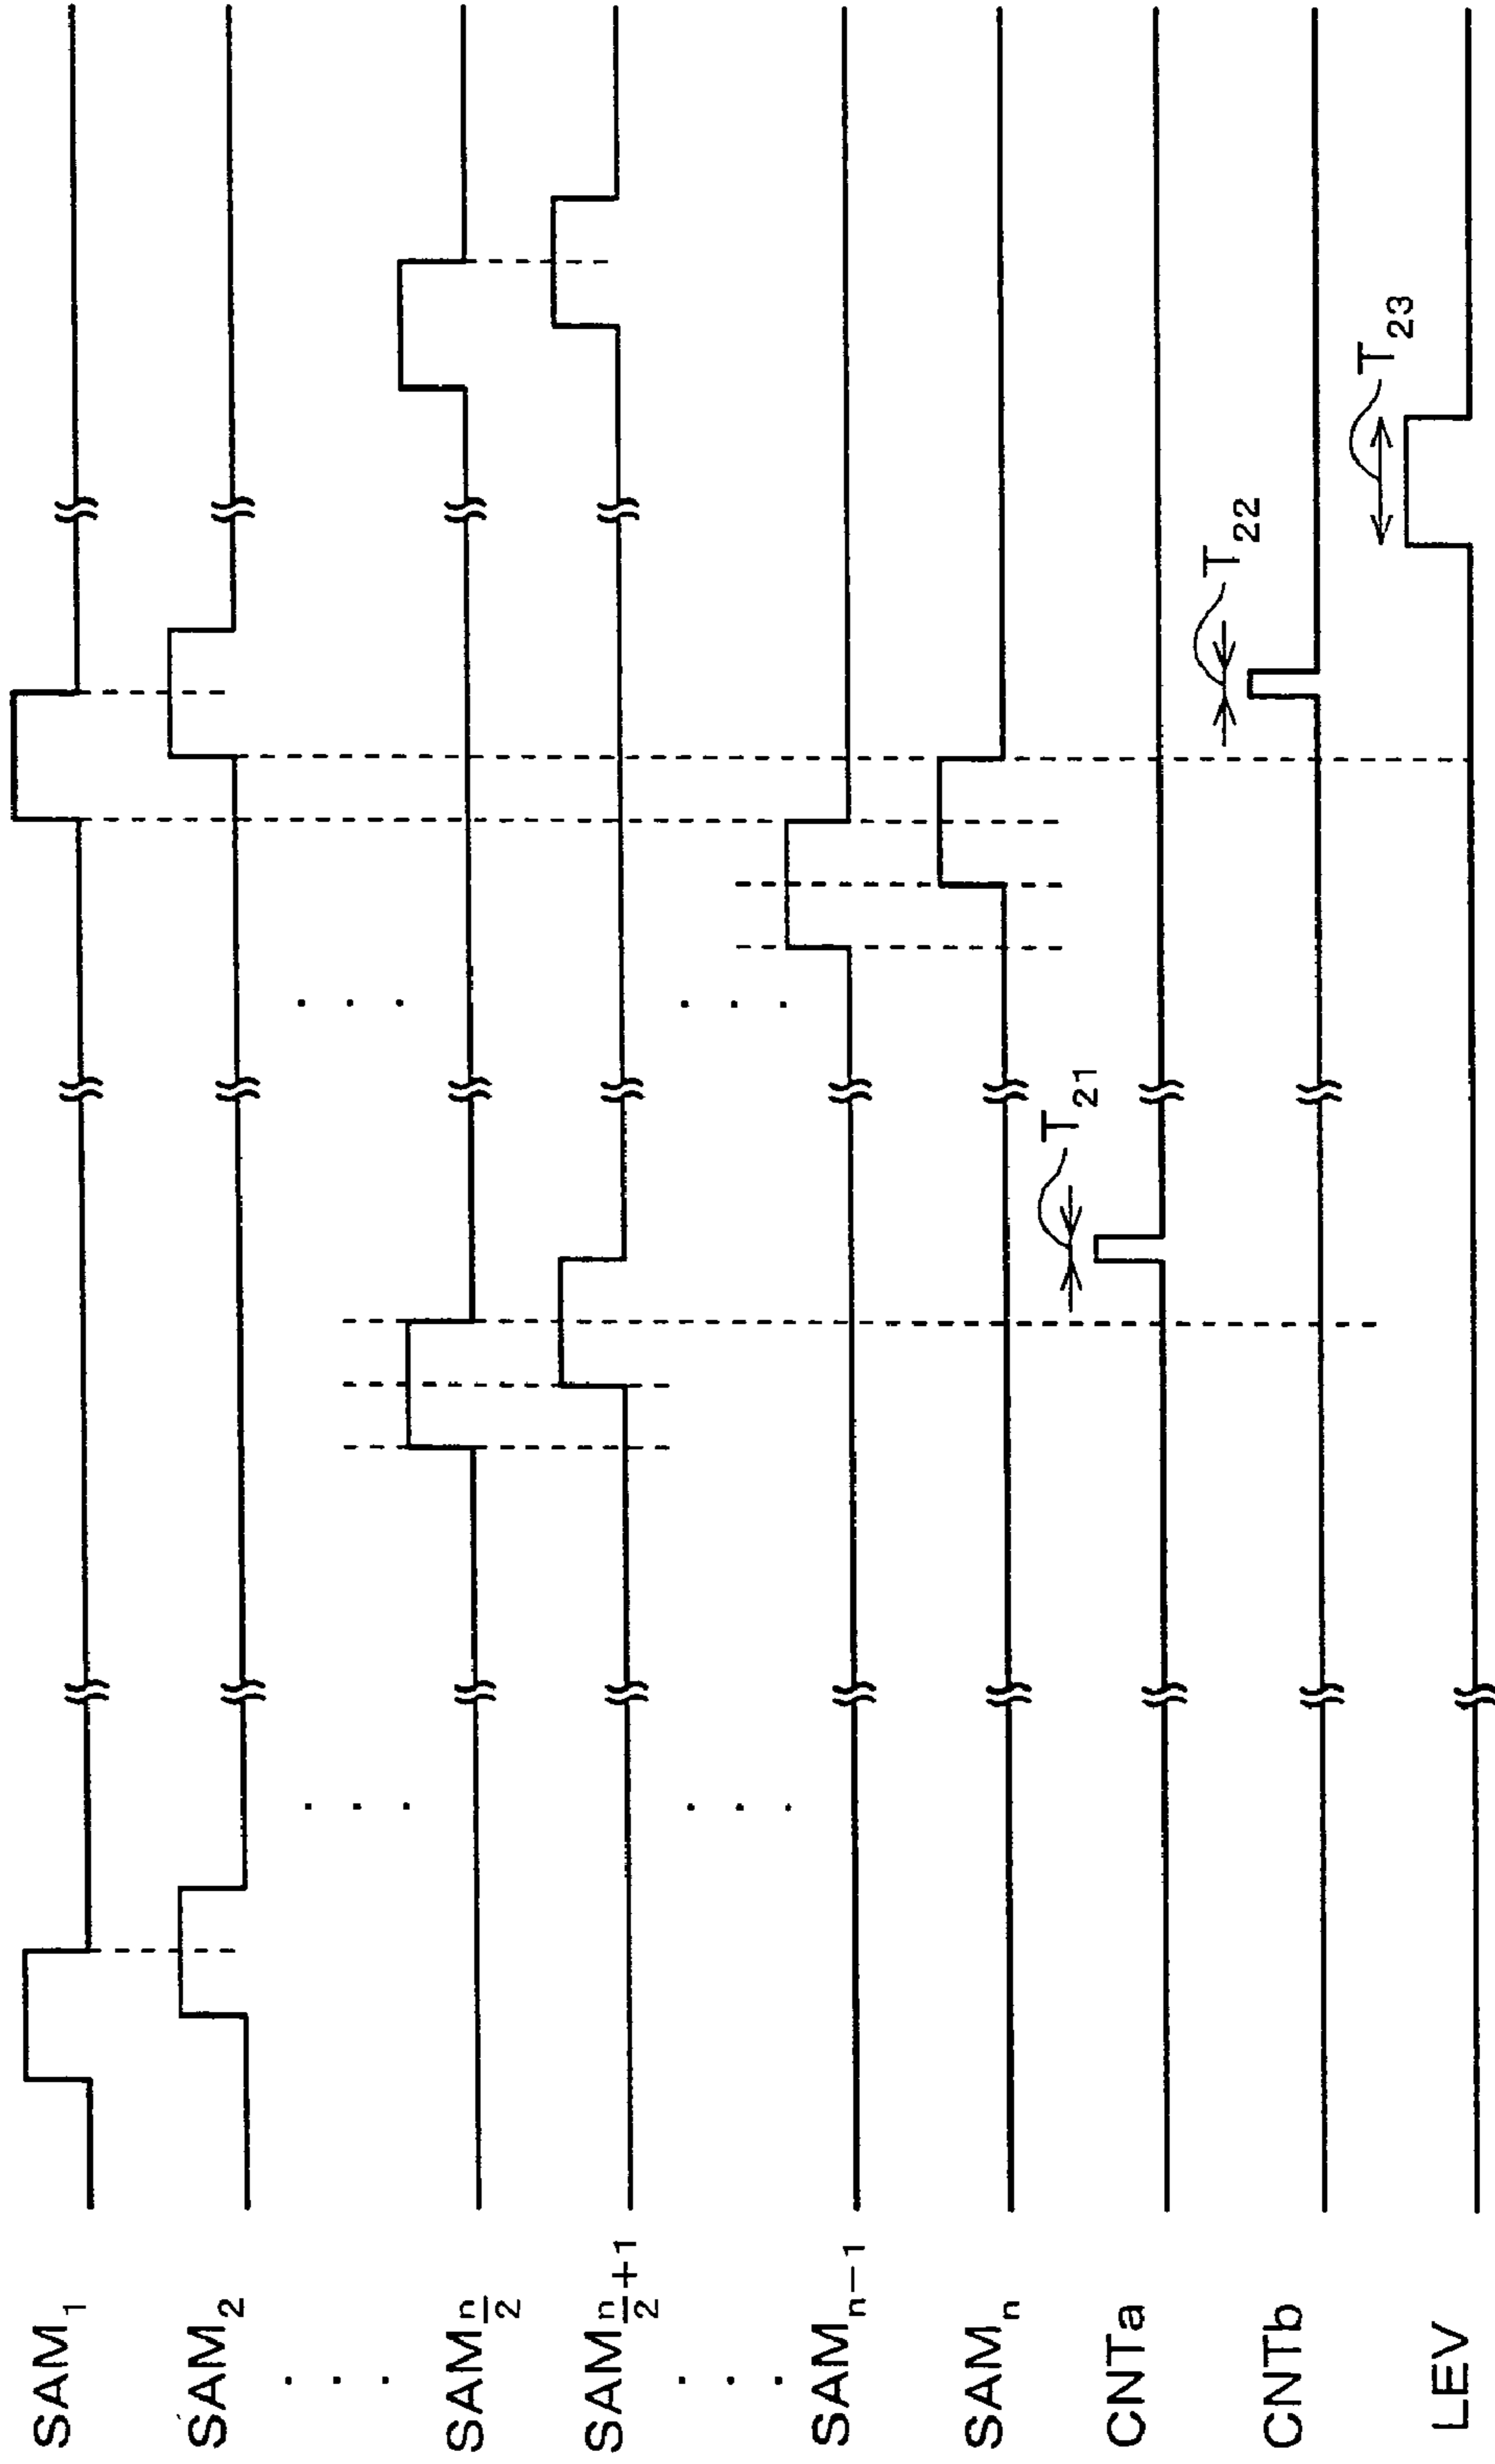 SAM1
SAM2
. . .
SAMn/2
SAMn/2+1
. . .
SAMn-1
SAMn
CNTa
CNTb
LEV
T21
T22
T23